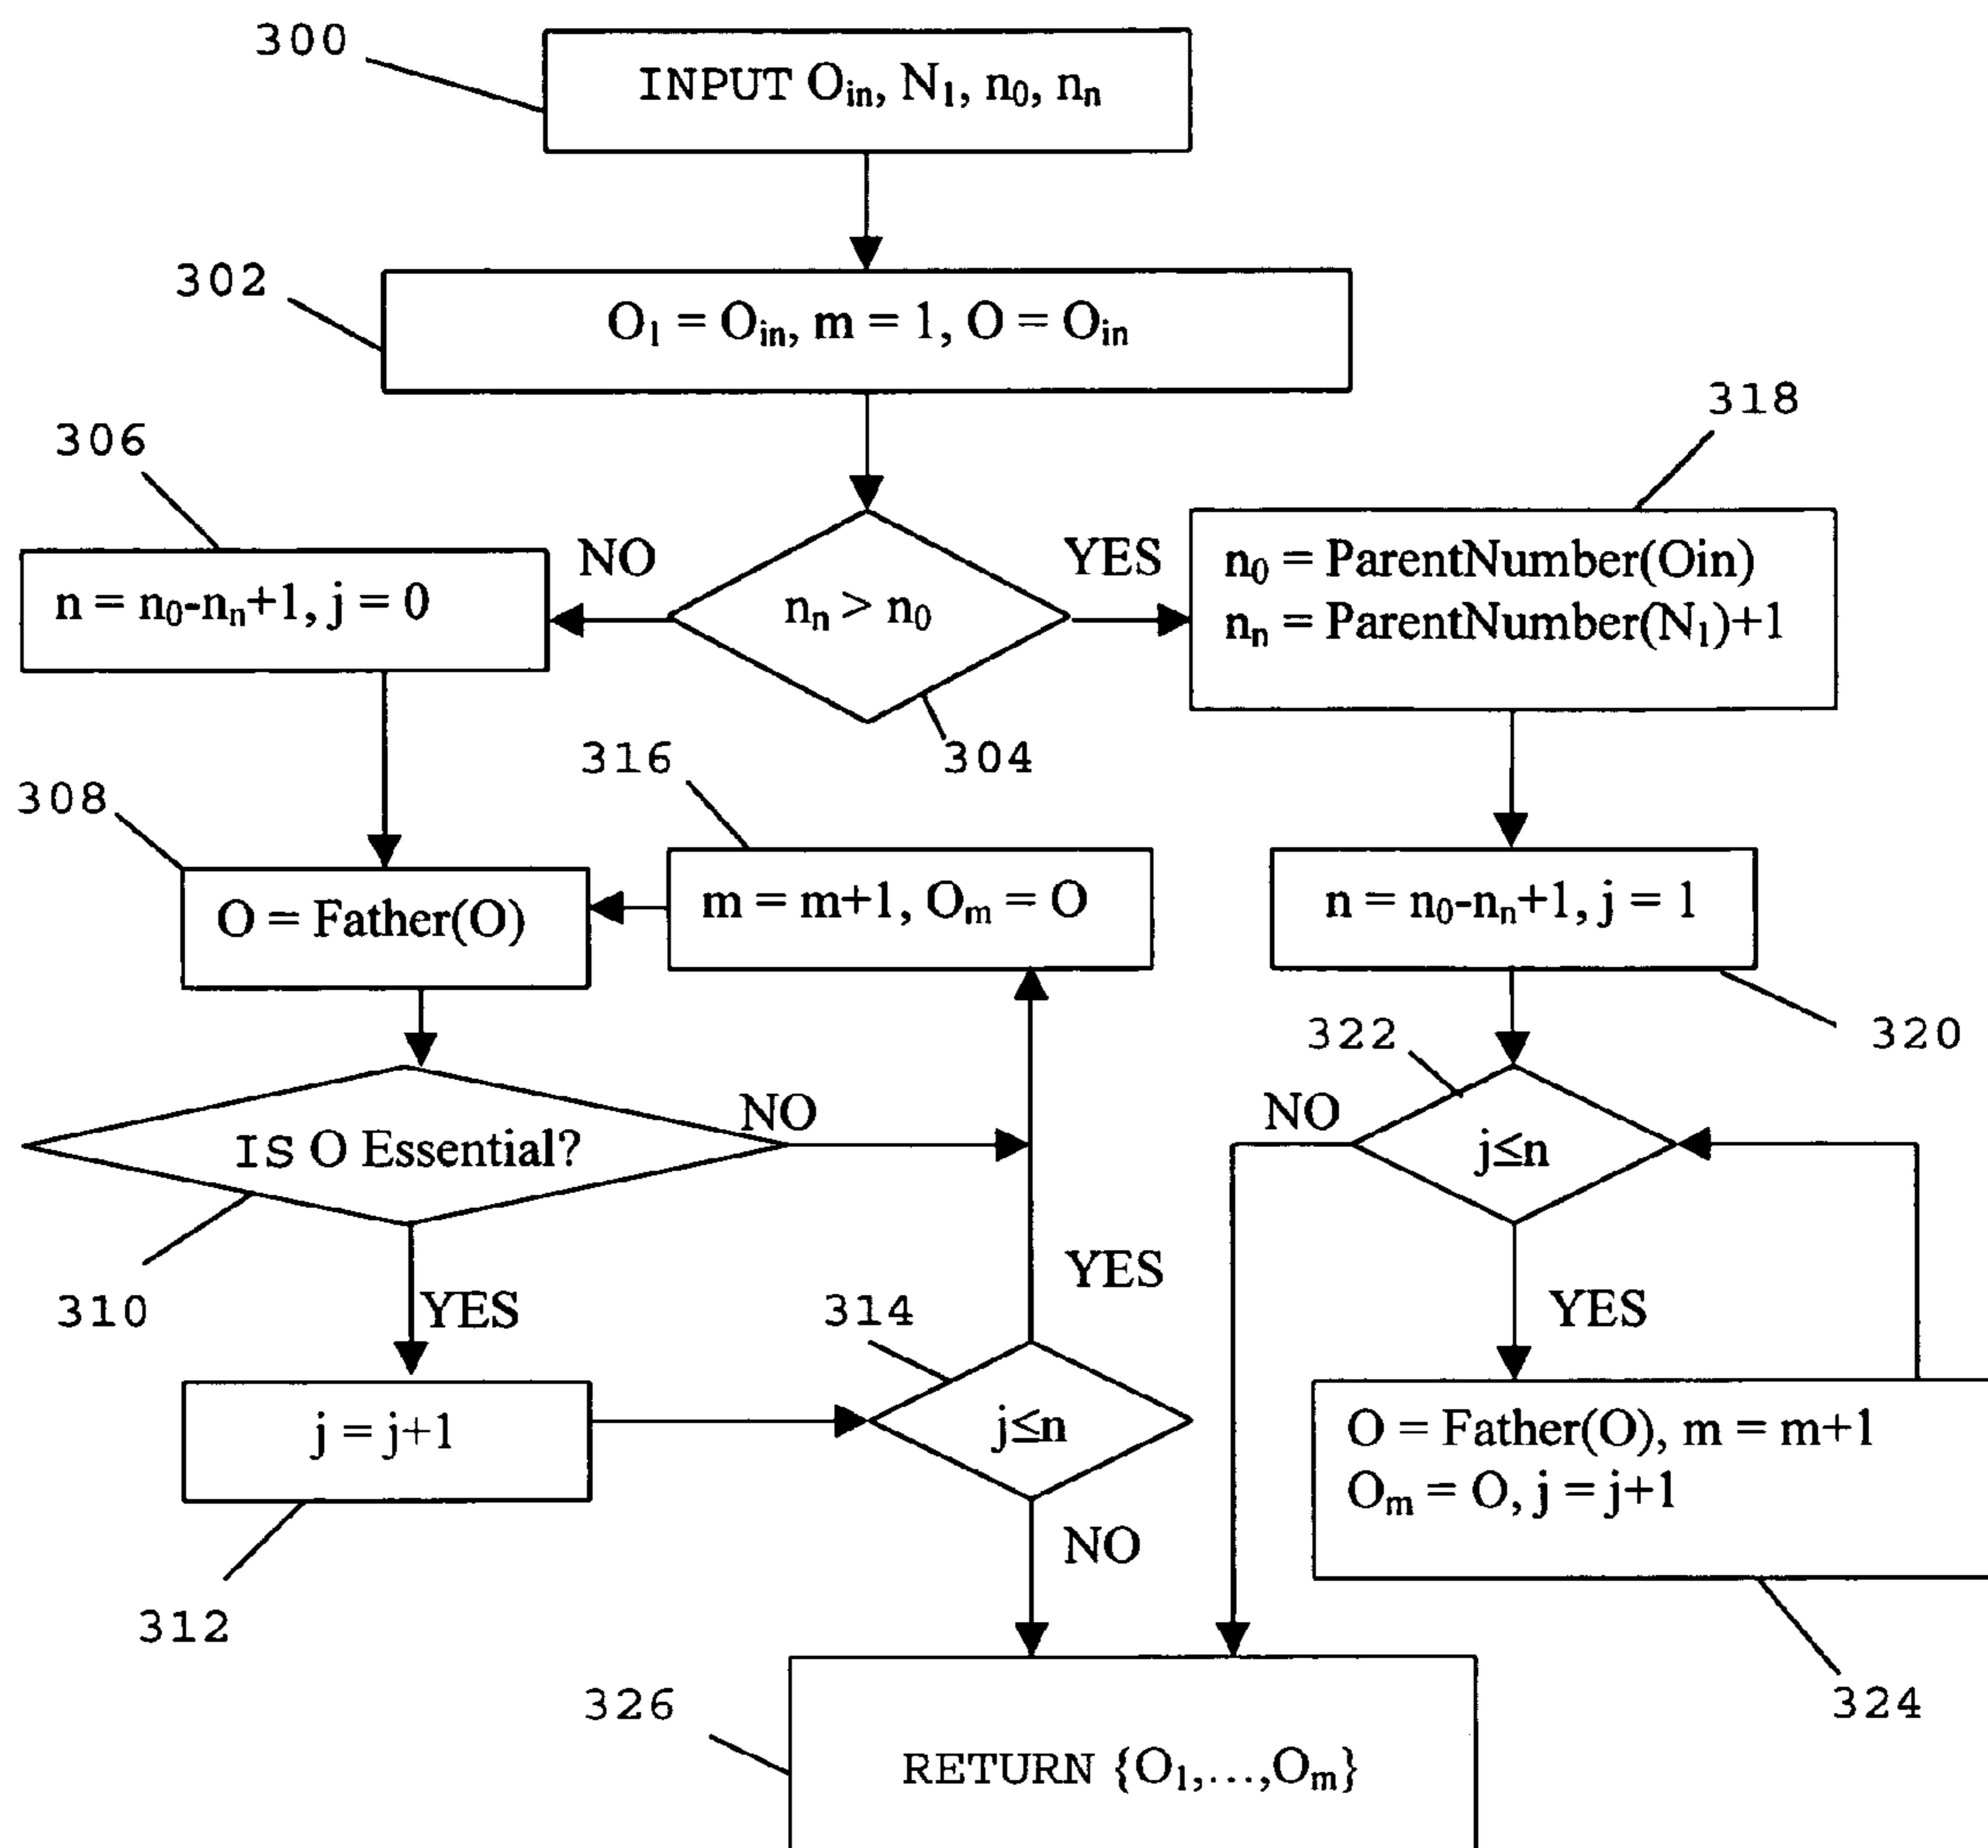 300
INPUT Oin, N1, n0, nn
302
O1 = Oin, m = 1, O = Oin
318
306
n = n0-nn+1, j = 0
NO
nn > n0
YES
n0 = ParentNumber(Oin)
nn = ParentNumber(N1)+1
304
316
308
O = Father(O)
m = m+1, Om = O
n = n0-nn+1, j = 1
320
322
IS O Essential?
NO
NO
j≤n
310
YES
YES
314
YES
j = j+1
j≤n
O = Father(O), m = m+1
Om = O, j = j+1
312
NO
324
326
RETURN {O1,...,Om}